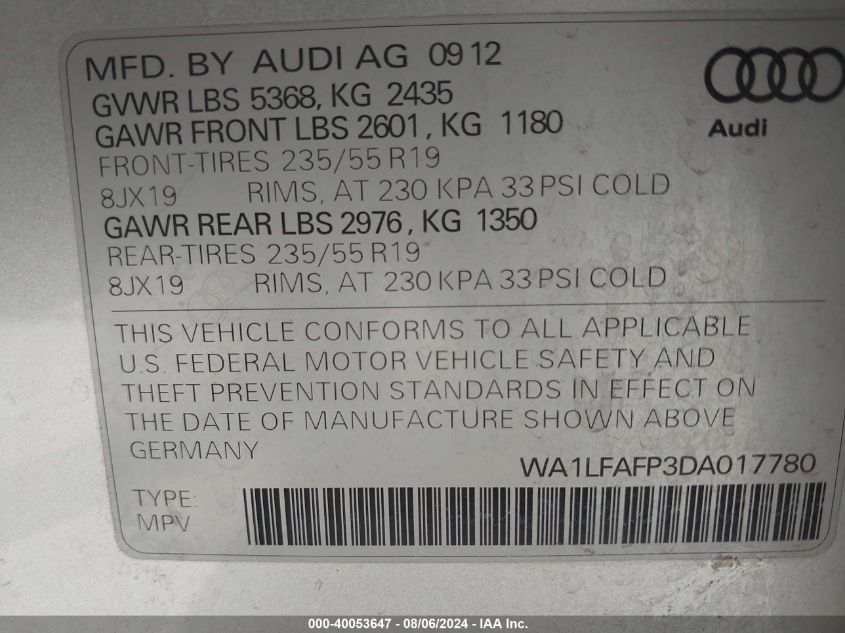 MFD. BY AUDI AG 09 12
GVWR LBS 5368, KG 2435
GAWR FRONT LBS 2601, KG 1180
Audi
FRONT-TIRES 235/55 R19
8JX19 RIMS, AT 230 KPA 33 PSI COLD
GAWR REAR LBS 2976, KG 1350
REAR-TIRES 235/55 R19
8JX19 RIMS, AT 230 KPA 33 PSI COLD
THIS VEHICLE CONFORMS TO ALL APPLICABLE
U.S. FEDERAL MOTOR VEHICLE SAFETY AND
THEFT PREVENTION STANDARDS IN EFFECT ON
THE DATE OF MANUFACTURE SHOWN ABOVE
GERMANY
WA1LFAFP3DA017780
TYPE:
MPV
000-40053647 - 08/06/2024 - IAA Inc.